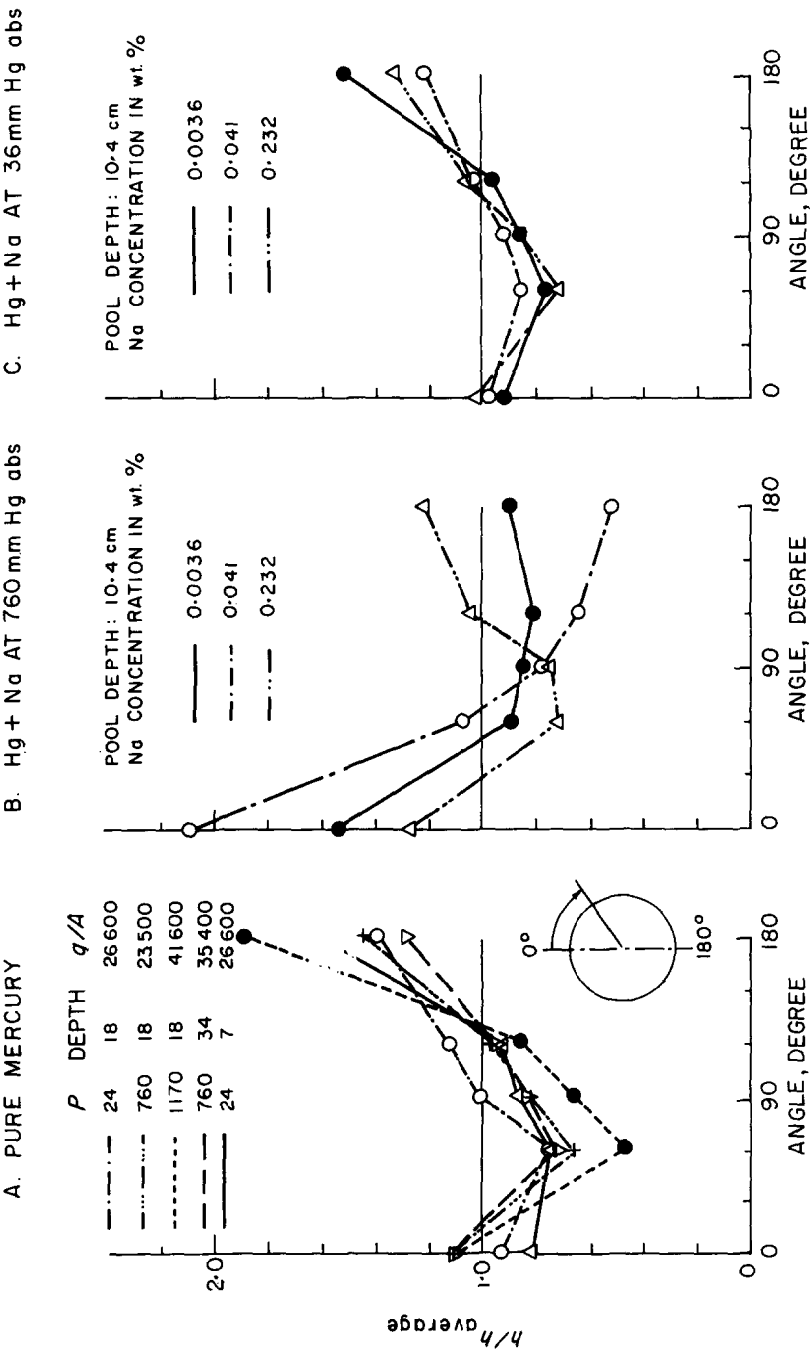 A. PURE MERCURY
P DEPTH q/A
24 18 26600
760 18 23500
1170 18 41600
760 34 35400
24 7 26600
0°
180°
h/h average
2·0
1·0
0
0 90 180
ANGLE, DEGREE
B. Hg + Na AT 760mm Hg abs
POOL DEPTH: 10·4 cm
Na CONCENTRATION IN wt. %
0·0036
0·041
0·232
0 90 180
ANGLE, DEGREE
C. Hg+Na AT 36mm Hg abs
POOL DEPTH: 10·4 cm
Na CONCENTRATION IN wt. %
0·0036
0·041
0·232
0 90 180
ANGLE, DEGREE